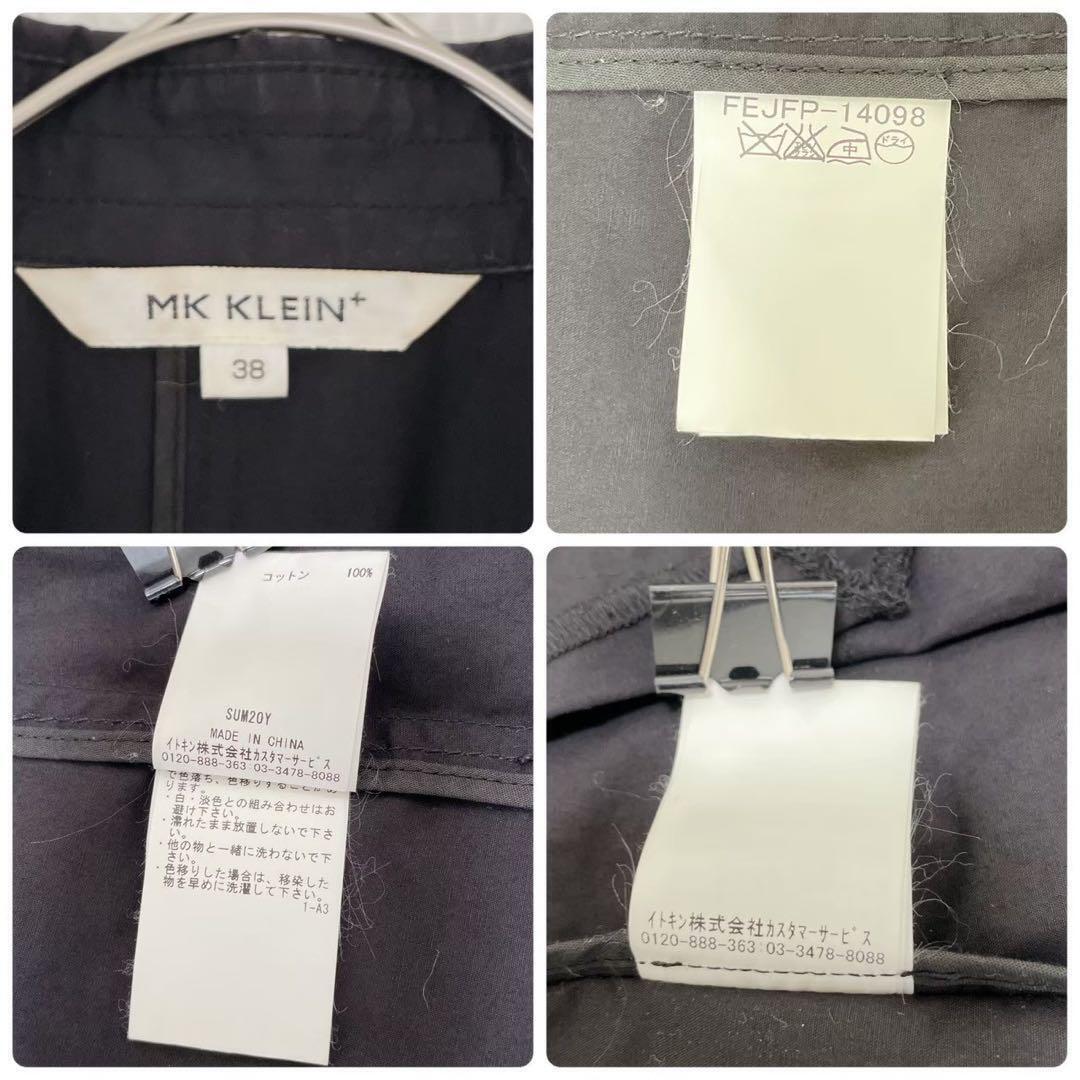 MK KLEIN+
38
FEJFP-14098
中
ドライ
コットン 100%
SUM20Y
MADE IN CHINA
イトキン株式会社カスタマーサービス
0120-888-363 03-3478-8088
で色落ち、色移りすることがあ
ります。
・白・淡色との組み合わせはお
避け下さい。
・濡れたまま放置しないで下さ
い。
・他の物と一緒に洗わないで下
さい。
・色移りした場合は、移染した
物を早めに洗濯して下さい。
1-A3
イトキン株式会社カスタマーサービス
0120-888-363 03-3478-8088